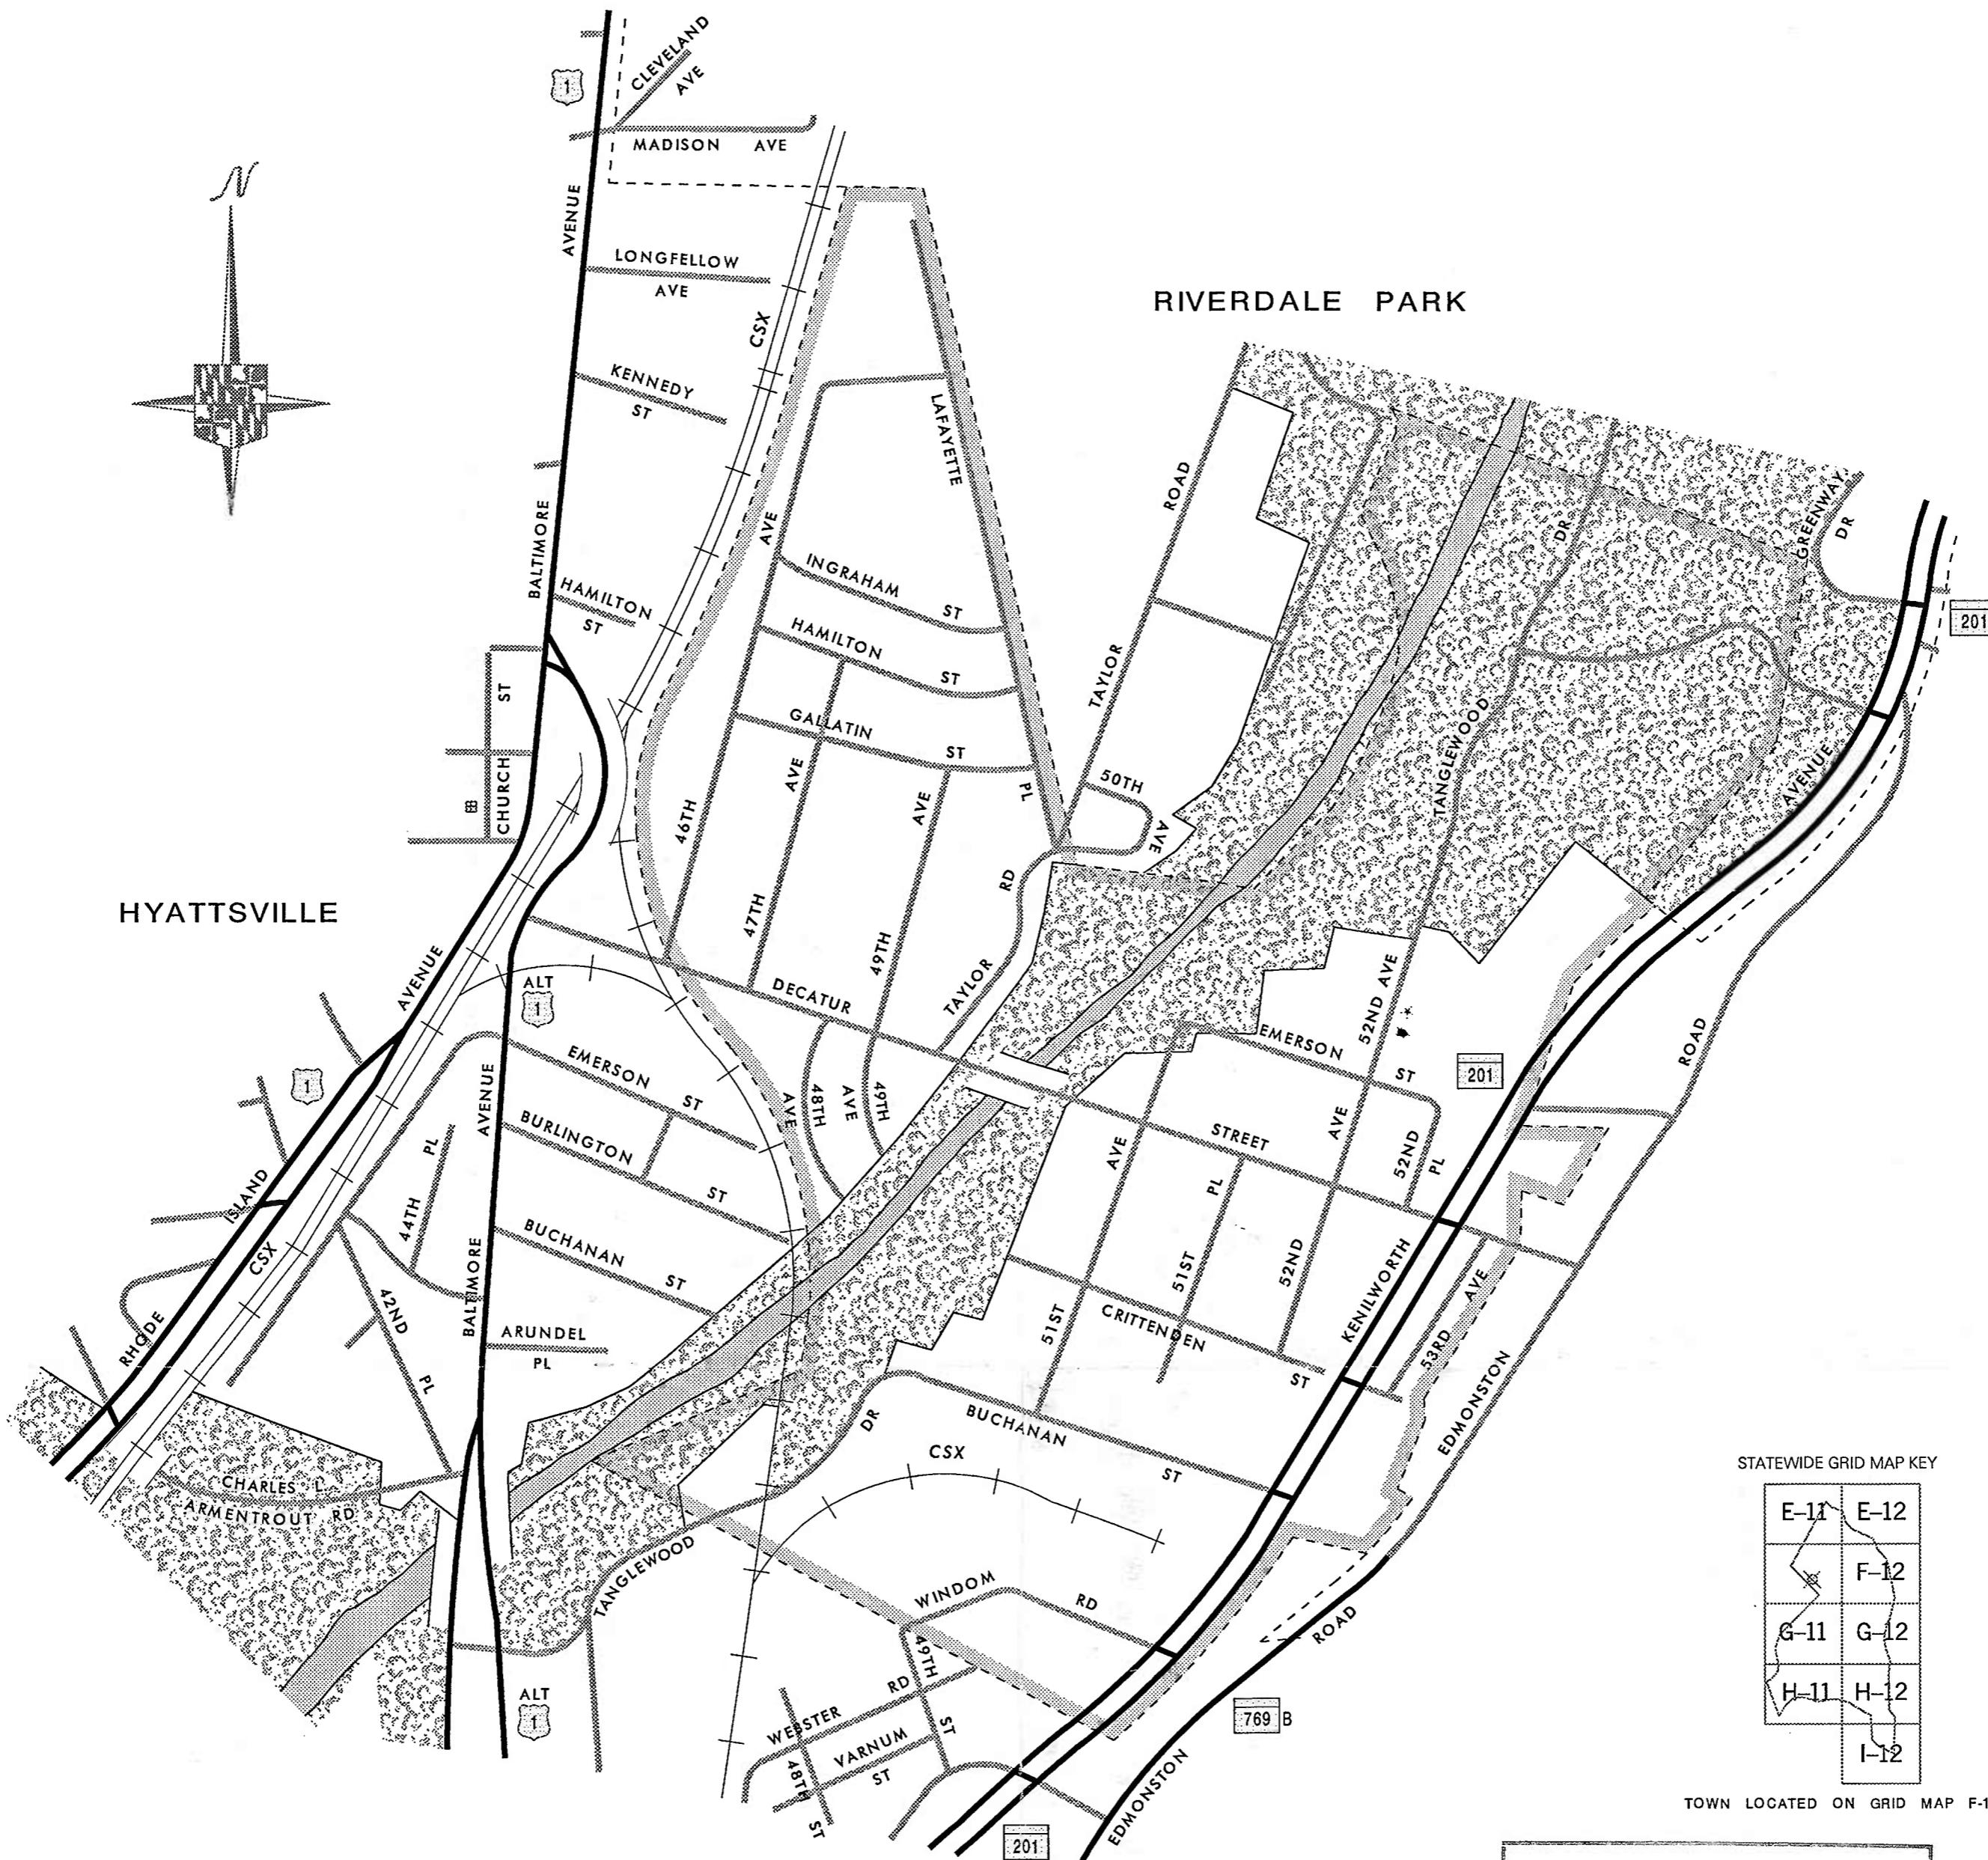 CLEVELAND
AVE
1
MADISON AVE
N
AVENUE
LONGFELLOW
AVE
CSX
RIVERDALE PARK
KENNEDY
ST
LAFAYETTE
ROAD
AVE
BALTIMORE
GREENWAY
DR
DR
INGRAHAM
ST
HAMILTON
ST
HAMILTON
ST
201
TAYLOR
ST
GALLATIN
ST
CHURCH
50TH
AVE
PL
AVE
AVE
TANGLEWOOD
AVENUE
46TH
RD
HYATTSVILLE
47TH
49TH
AVENUE
ALT
1
DECATUR
TAYLOR
52ND AVE
EMERSON
ST
ROAD
EMERSON
ST
201
1
AVENUE
AVE
48TH
AVE
49TH
BURLINGTON
ST
PL
44TH
AVE
STREET
AVE
52ND
PL
PL
ISLAND
CSX
BUCHANAN
ST
BALTIMORE
51ST
52ND
KENILWORTH
AVE
42ND
PL
RHODE
ARUNDEL
PL
51ST
CRITTENDEN
ST
53RD
EDMONSTON
DR
BUCHANAN
ST
CSX
CHARLES L.
ARMENTROUT RD
STATEWIDE GRID MAP KEY
E-11 E-12
F-12
G-11 G-12
H-11 H-12
I-12
TANGLEWOOD
WINDOM
RD
ROAD
49TH
ST
ALT
1
WEBSTER
RD
VARNUM
ST
48TH
ST
769 B
EDMONSTON
201
TOWN LOCATED ON GRID MAP F-1